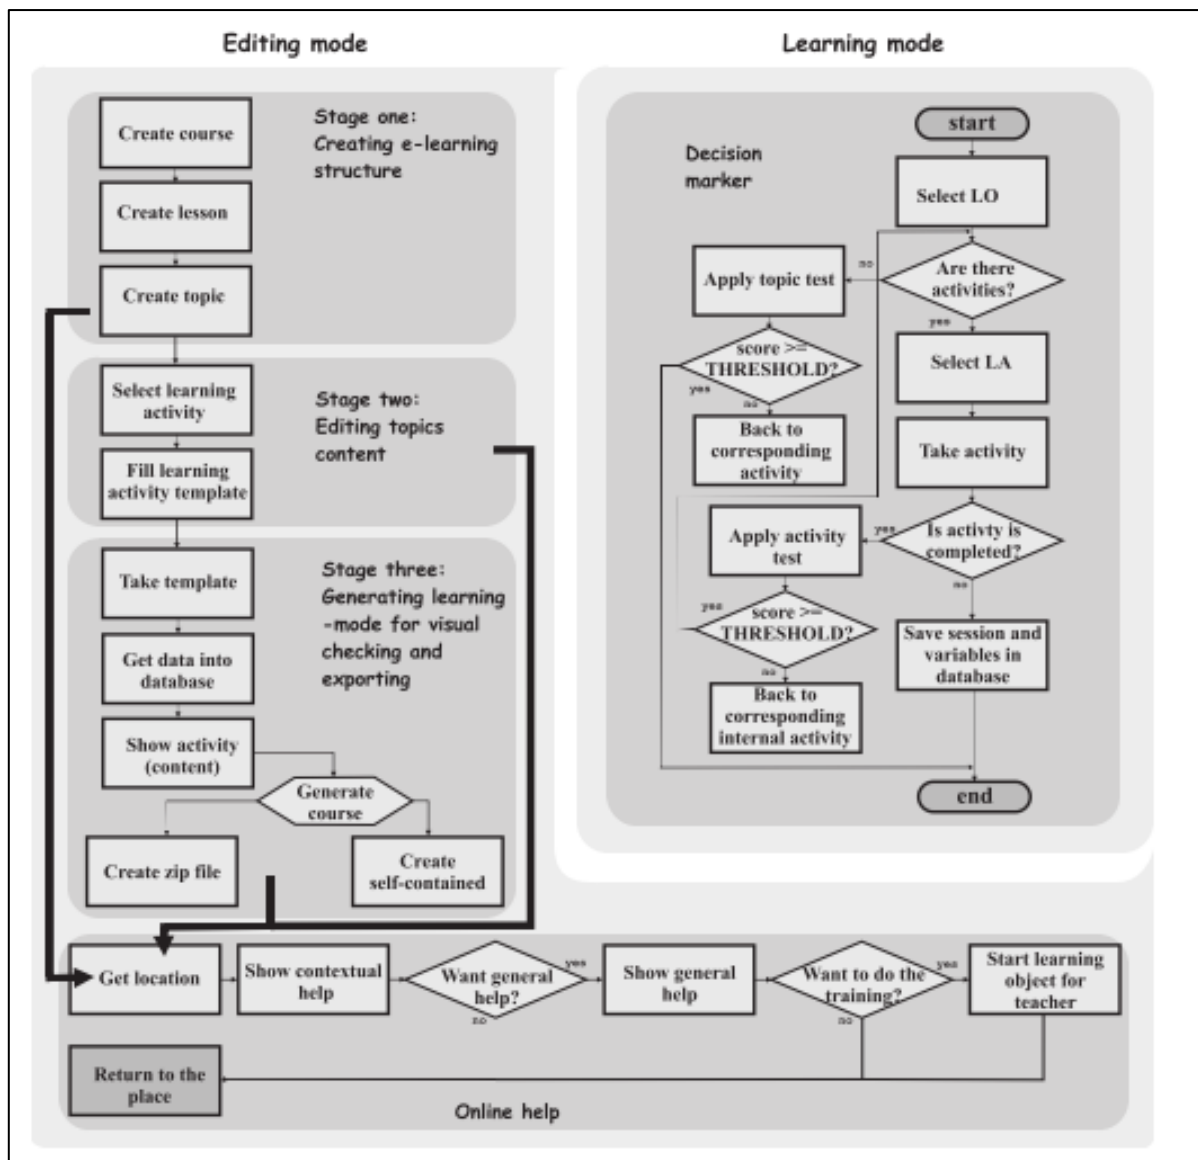 Editing mode
Create course
Stage one:
Creating e-learning
structure
Create lesson
Create topic
Select learning
activity
Stage two:
Editing topics
content
Fill learning
activity template
Take template
Stage three:
Generating learning
-mode for visual
checking and
exporting
Get data into
database
Show activity
(content)
Generate
course
Create zip file
Create
self-contained
Learning mode
Decision
marker
start
Select LO
Are there
activities?
no
Apply topic test
score >=
THRESHOLD?
yes
no
Back to
corresponding
activity
yes
Select LA
Take activity
Is activty is
completed?
yes
Apply activity
test
score >=
THRESHOLD?
yes
no
Back to
corresponding
internal activity
no
Save session and
variables in
database
end
Get location
Show contextual
help
Want general
help?
yes
no
Show general
help
Want to do the
training?
yes
no
Start learning
object for
teacher
Return to the
place
Online help